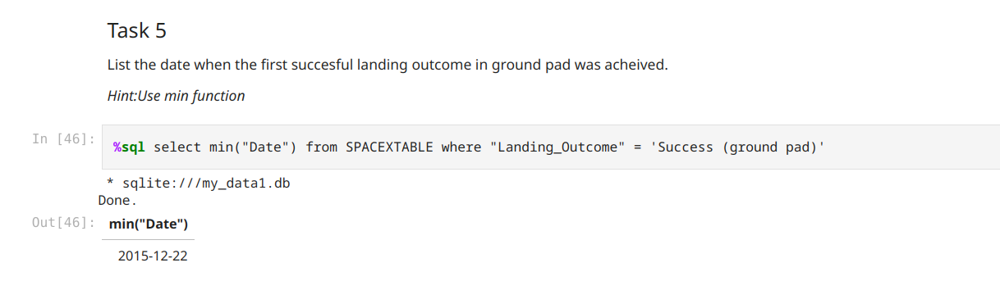 Task 5
List the date when the first succesful landing outcome in ground pad was acheived.
Hint:Use min function
In [46]: %sql select min("Date") from SPACEXTABLE where "Landing_Outcome" = 'Success (ground pad)'
* sqlite:///my_data1.db
Done.
Out[46]: min("Date")
2015-12-22